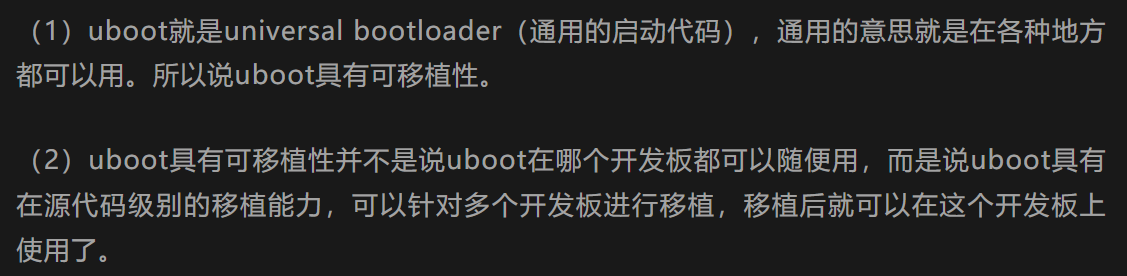 （1）uboot就是universal bootloader（通用的启动代码），通用的意思就是在各种地方
都可以用。所以说uboot具有可移植性。
（2）uboot具有可移植性并不是说uboot在哪个开发板都可以随便用，而是说uboot具有
在源代码级别的移植能力，可以针对多个开发板进行移植，移植后就可以在这个开发板上
使用了。